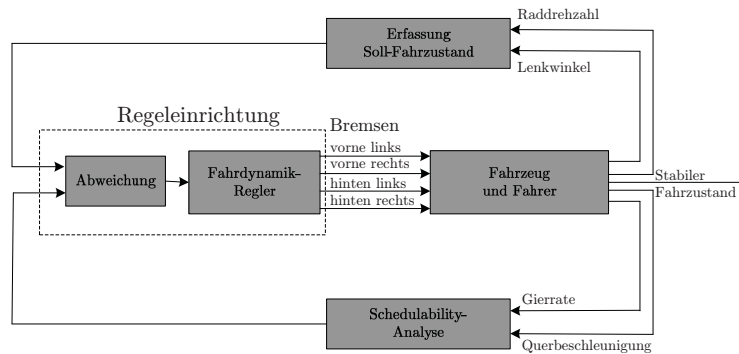 Raddrehzahl
Erfassung
Soll-Fahrzustand
Lenkwinkel
Regeleinrichtung
Bremsen
vorne links
vorne rechts
hinten links
hinten rechts
Abweichung
Fahrdynamik-
Regler
Fahrzeug
und Fahrer
Stabiler
Fahrzustand
Gierrate
Schedulability-
Analyse
Querbeschleunigung